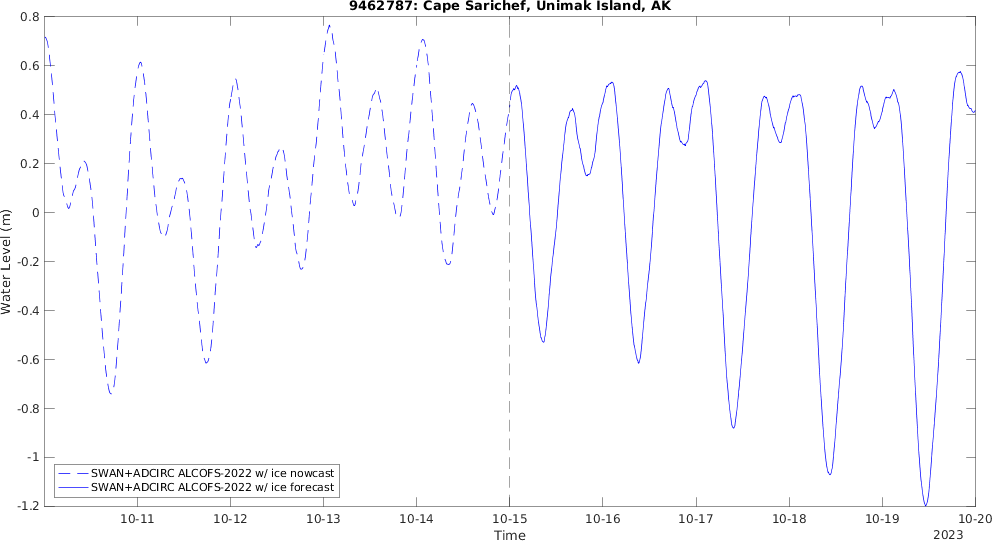 9462787: Cape Sarichef, Unimak Island, AK
0.8
0.6
0.4
0.2
0
-0.2
-0.4
-0.6
-0.8
-1
-1.2
Water Level (m)
SWAN+ADCIRC ALCOFS-2022 w/ ice nowcast
SWAN+ADCIRC ALCOFS-2022 w/ ice forecast
10-11 10-12 10-13 10-14 10-15 10-16 10-17 10-18 10-19 10-20
Time
2023